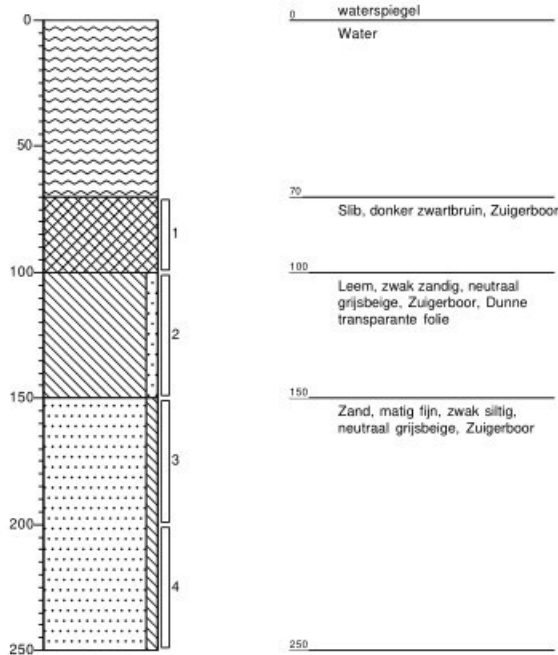 0
50
100
150
200
250
1
2
3
4
0 waterspiegel
Water
70
Slib, donker zwartbruin, Zuigerboor
100
Leem, zwak zandig, neutraal
grijsbeige, Zuigerboor, Dunne
transparante folie
150
Zand, matig fijn, zwak siltig,
neutraal grijsbeige, Zuigerboor
250